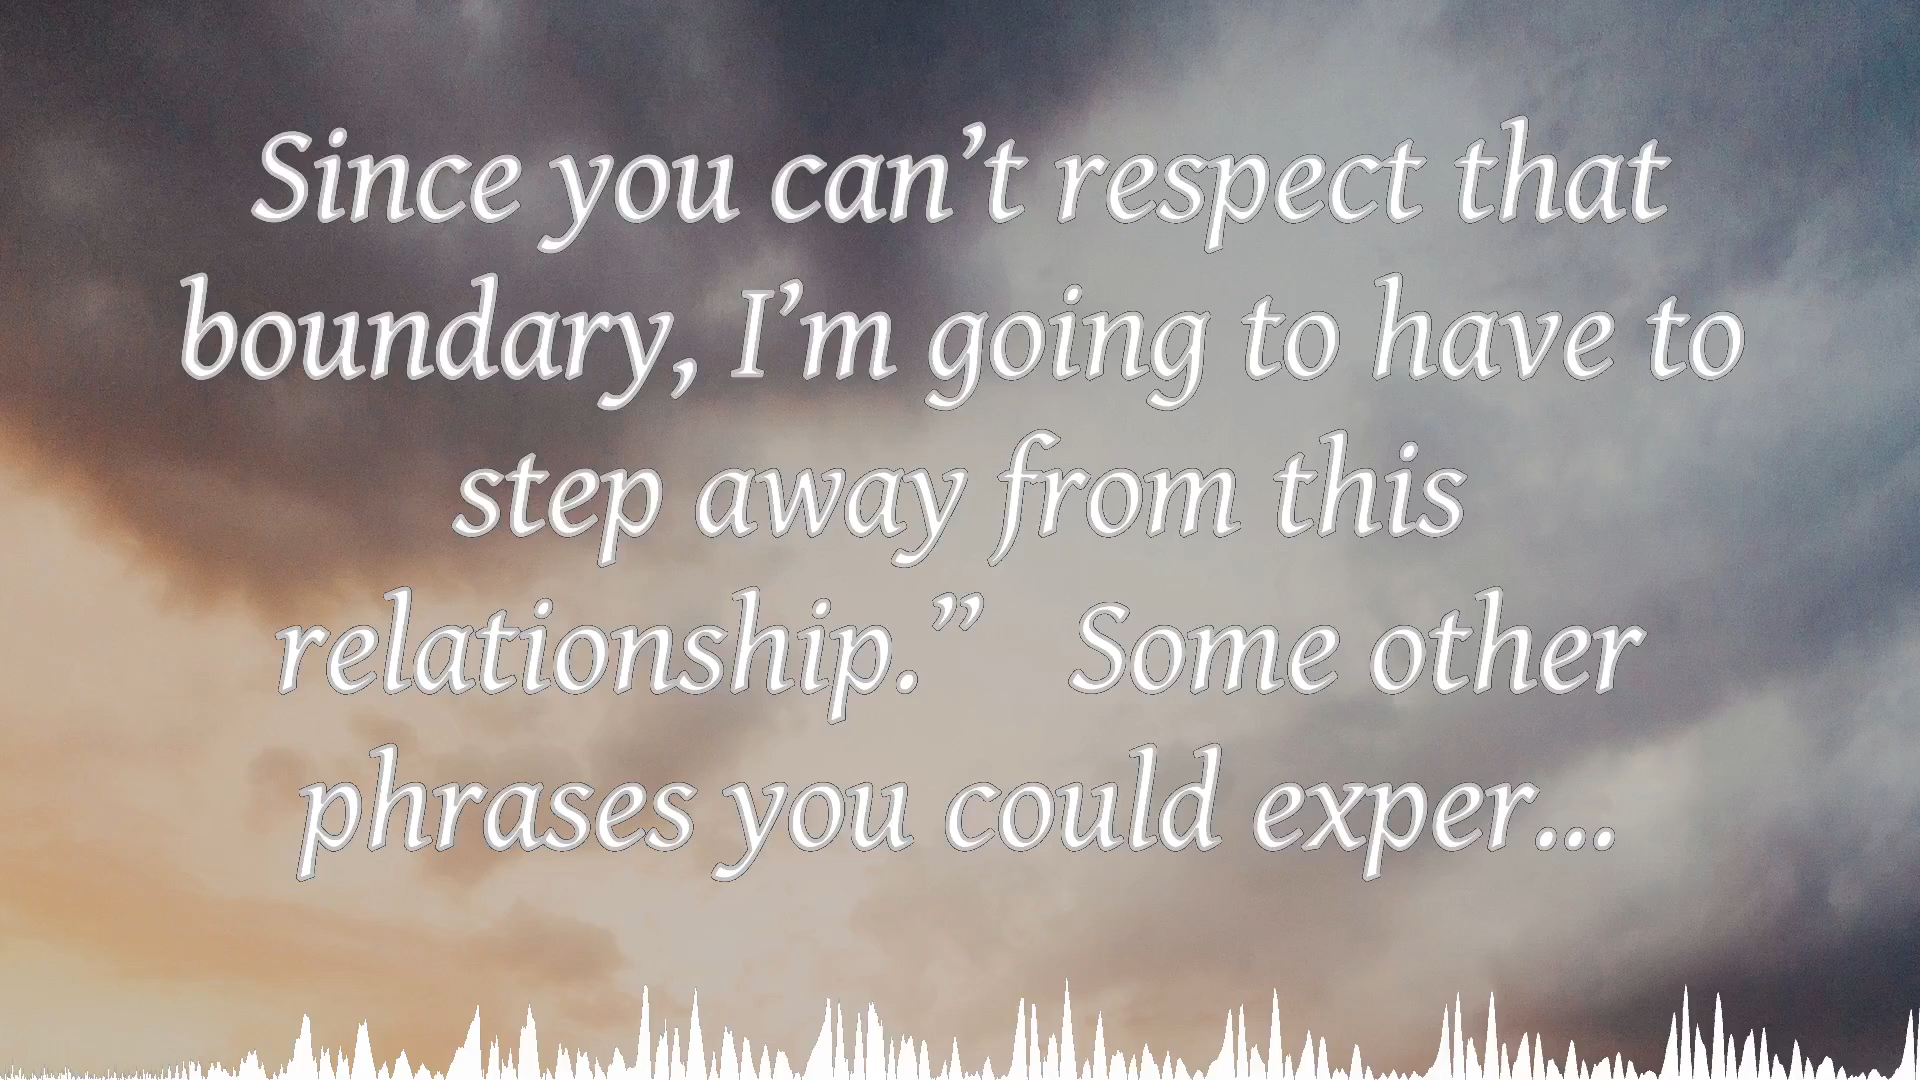 Since you can’t respect that
boundary, I’m going to have to
step away from this
relationship.”   Some other
phrases you could exper...